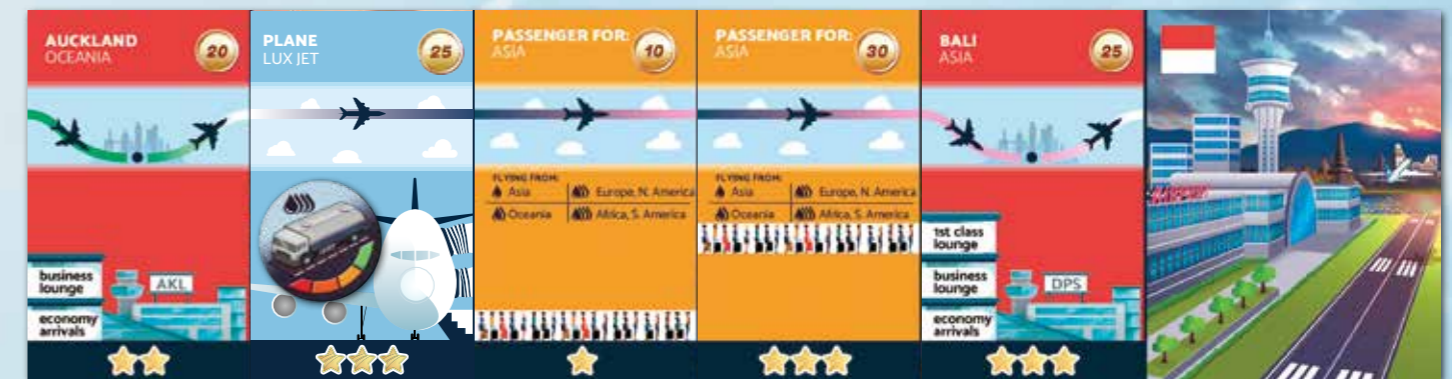 AUCKLAND
OCEANIA
20
business
lounge
economy
arrivals
AKL
PLANE
LUX JET
25
PASSENGER FOR:
ASIA
10
FLYING FROM:
Asia
Europe, N. America
Oceania
Africa, S. America
PASSENGER FOR:
ASIA
30
FLYING FROM:
Asia
Europe, N. America
Oceania
Africa, S. America
BALI
ASIA
25
1st class
lounge
business
lounge
economy
arrivals
DPS